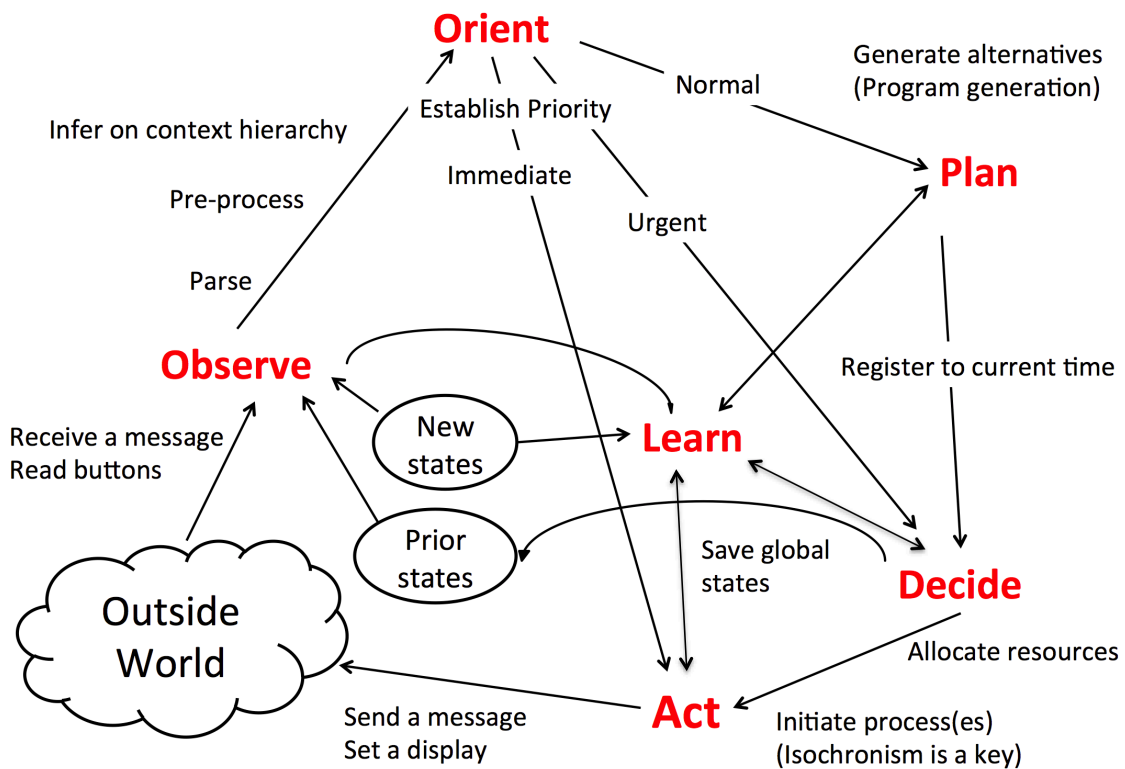 Orient
Generate alternatives
(Program generation)
Normal
Establish Priority
Infer on context hierarchy
Immediate
Plan
Pre-process
Urgent
Parse
Observe
Register to current time
Receive a message
Read buttons
New
states
Learn
Prior
states
Save global
states
Decide
Outside
World
Allocate resources
Act
Send a message
Set a display
Initiate process(es)
(Isochronism is a key)